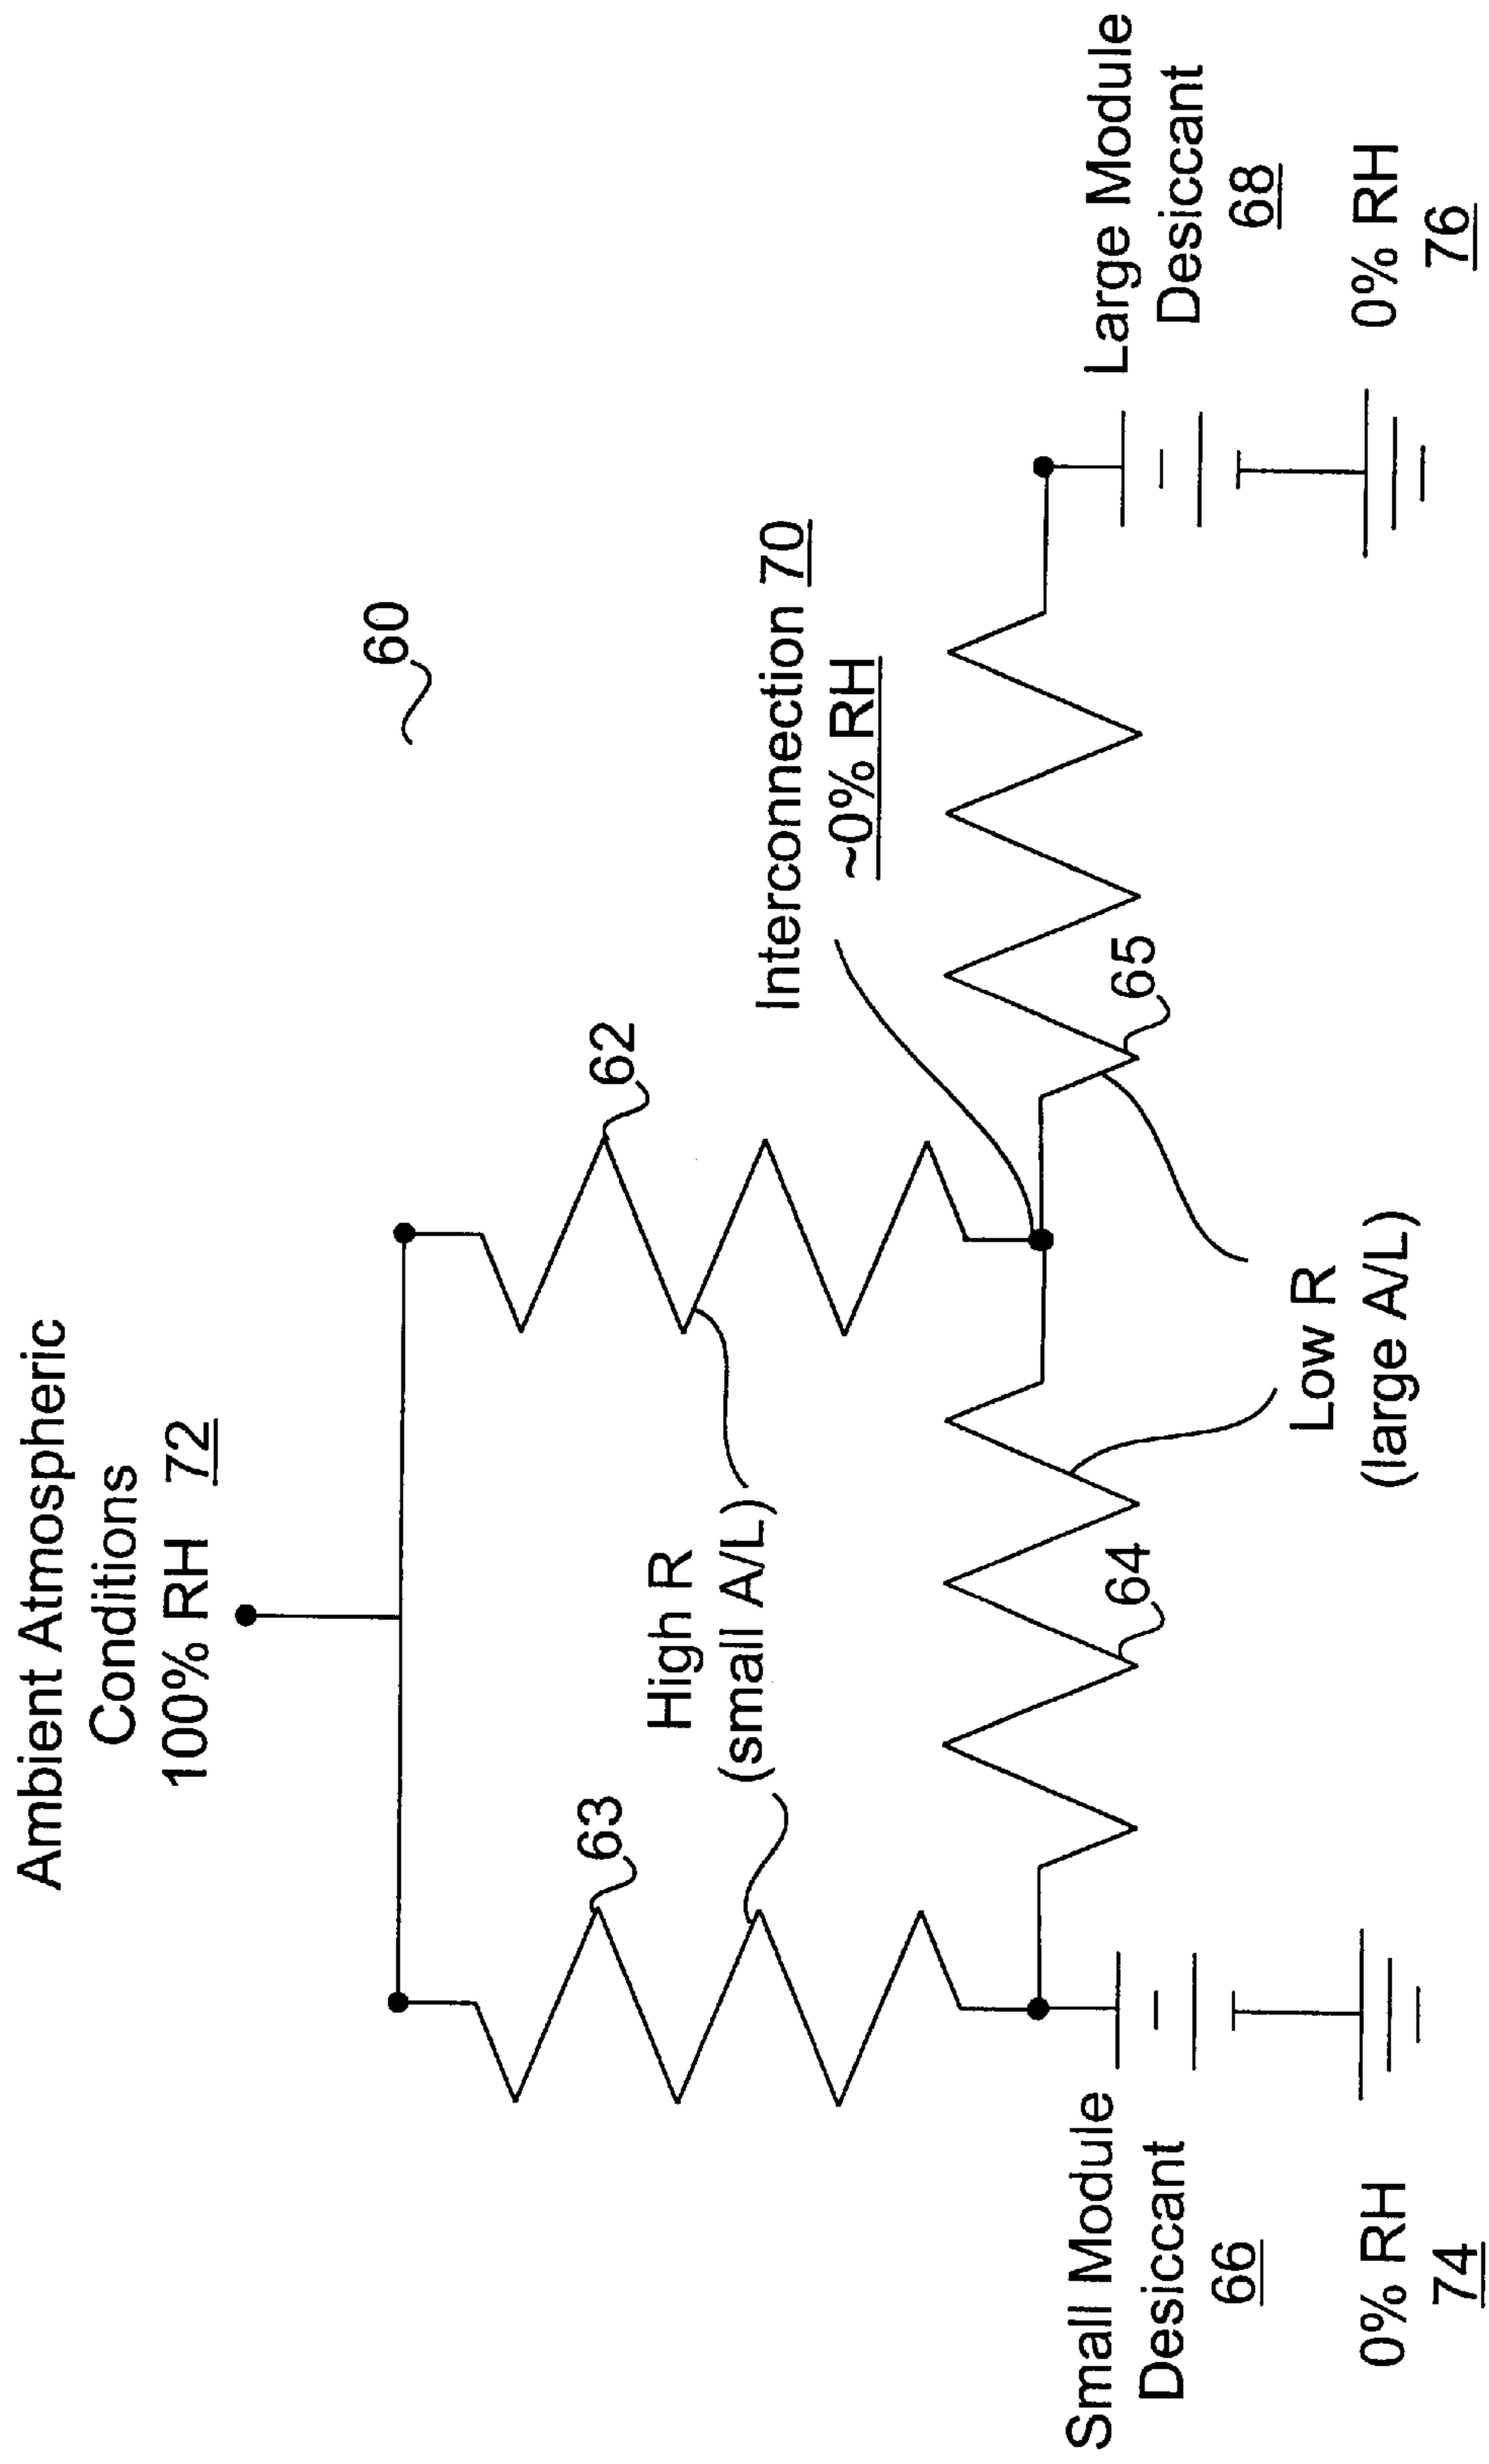 Ambient Atmospheric
Conditions
100% RH 72
60
63
62
High R
(small A/L)
Interconnection 70
~0% RH
64
65
Small Module
Desiccant
66
0% RH
74
Low R
(large A/L)
Large Module
Desiccant
68
0% RH
76